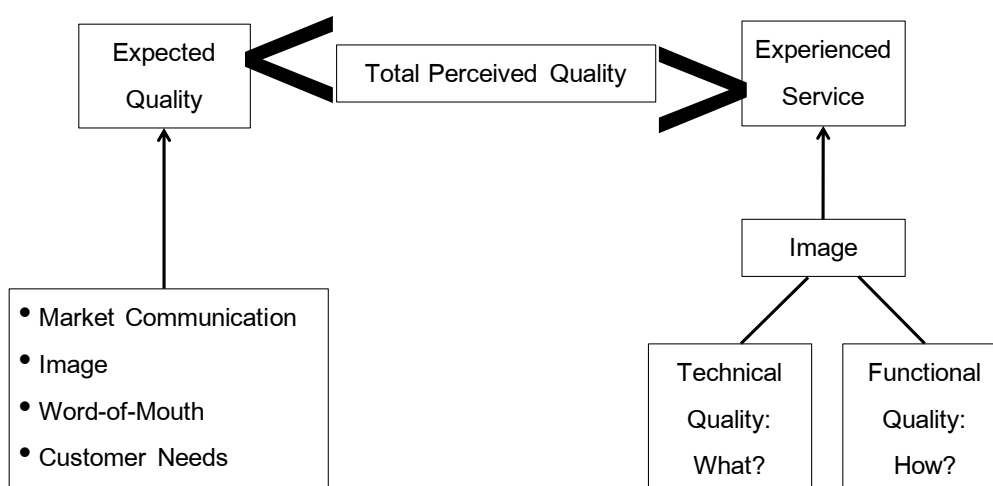 Expected
Quality
Total Perceived Quality
Experienced
Service
Image
• Market Communication
• Image
• Word-of-Mouth
• Customer Needs
Technical
Quality:
What?
Functional
Quality:
How?